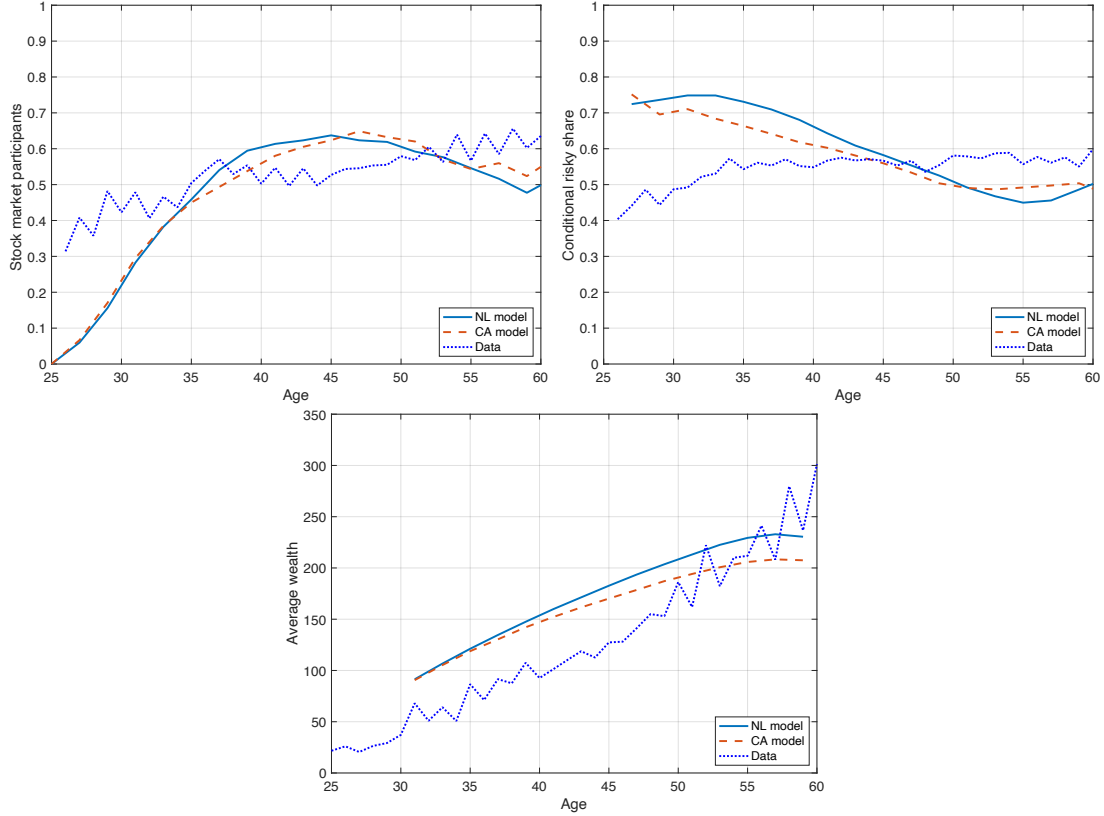 Stock market participants
1
0.9
0.8
0.7
0.6
0.5
0.4
0.3
0.2
0.1
0
25 30 35 40 45 50 55 60
Age
NL model
CA model
Data
Conditional risky share
1
0.9
0.8
0.7
0.6
0.5
0.4
0.3
0.2
0.1
0
25 30 35 40 45 50 55 60
Age
NL model
CA model
Data
Average wealth
350
300
250
200
150
100
50
0
25 30 35 40 45 50 55 60
Age
NL model
CA model
Data